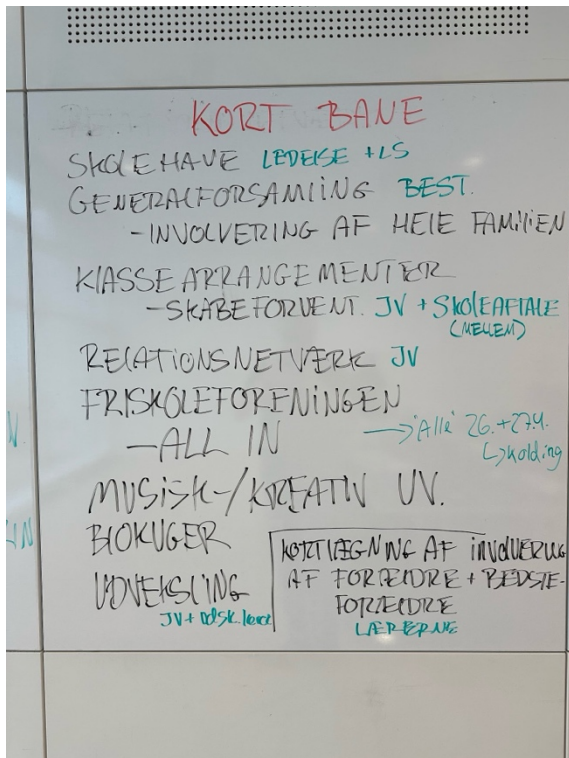 KORT BANE
SKOLEHAVE LEDELSE + LS
GENERALFORSAMLING BEST.
- INVOLVERING AF HELE FAMILIEN
KLASSEARRANGEMENTER
- SKABE FORVENT. JV + SKOLEAFTALE
(MELLEM)
RELATIONSNETVÆRK JV
FRISKOLEFORENINGEN
- ALL IN → 'Alle' 26. + 27.4.
↳ Kolding
MUSISK-/KREATIV UV.
BLOKUGER
UDVEKSLING
JV +
KORTLÆGNING AF INVOLVERING
AF FORÆLDRE + BEDSTE-
FORÆLDRE
LÆRERNE